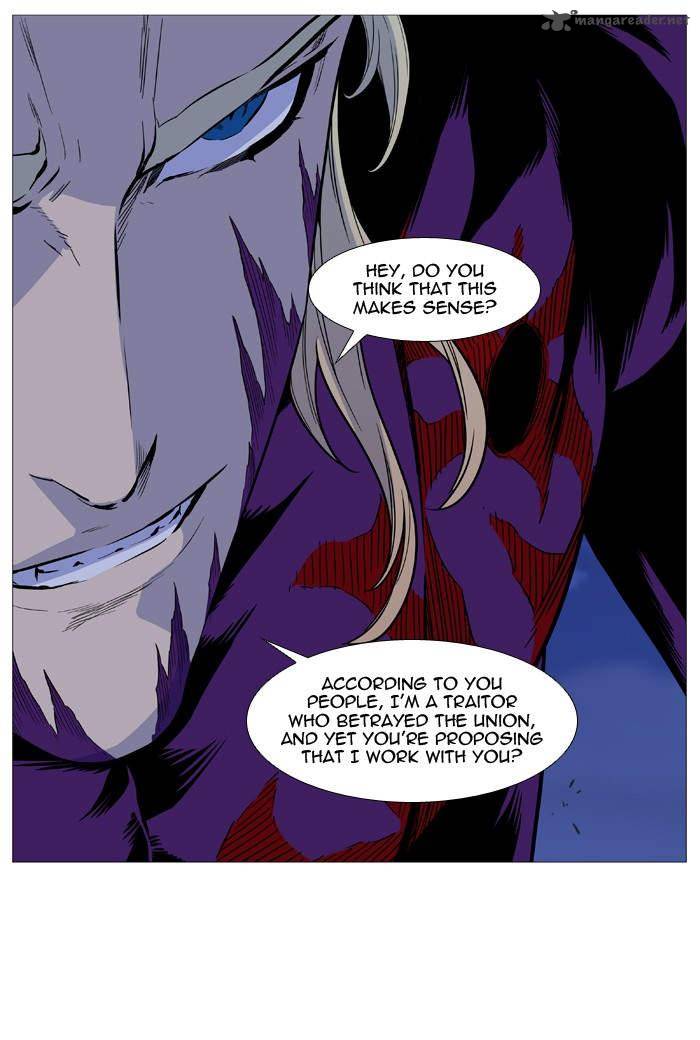 mangareader.net
HEY, DO YOU
THINK THAT THIS
MAKES SENSE?
ACCORDING TO YOU
PEOPLE, I'M A TRAITOR
WHO BETRAYED THE UNION,
AND YET YOU'RE PROPOSING
THAT I WORK WITH YOU?